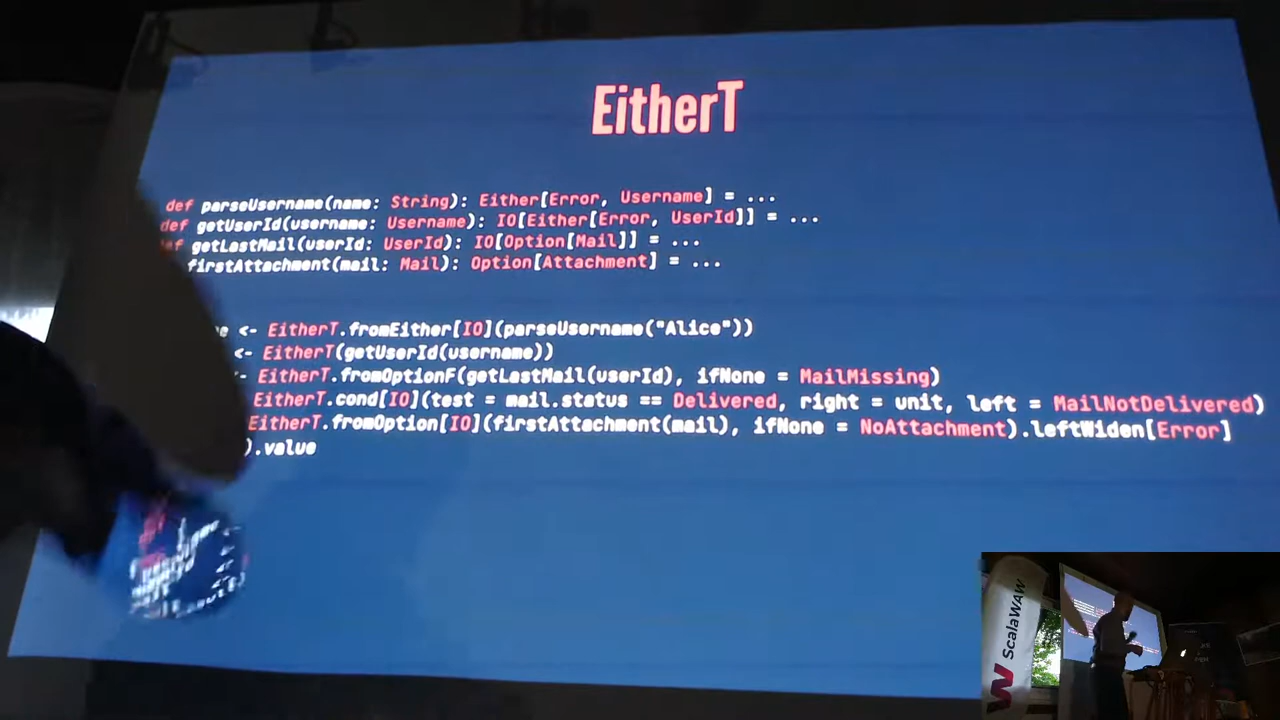 EitherT
def parseUsername(name: String): Either[Error, Username] = ...
def getUserId(username: Username): IO[Either[Error, UserId]] = ...
def getLastMail(userId: UserId): IO[Option[Mail]] = ...
firstAttachment(mail: Mail): Option[Attachment] = ...
<- EitherT.fromEither[IO](parseUsername("Alice"))
<- EitherT(getUserId(username))
EitherT.fromOptionF(getLastMail(userId), ifNone = MailMissing)
EitherT.cond[IO](test = mail.status == Delivered, right = unit, left = MailNotDelivered)
EitherT.fromOption[IO](firstAttachment(mail), ifNone = NoAttachment).leftWiden[Error]
).value
ScalaWAW